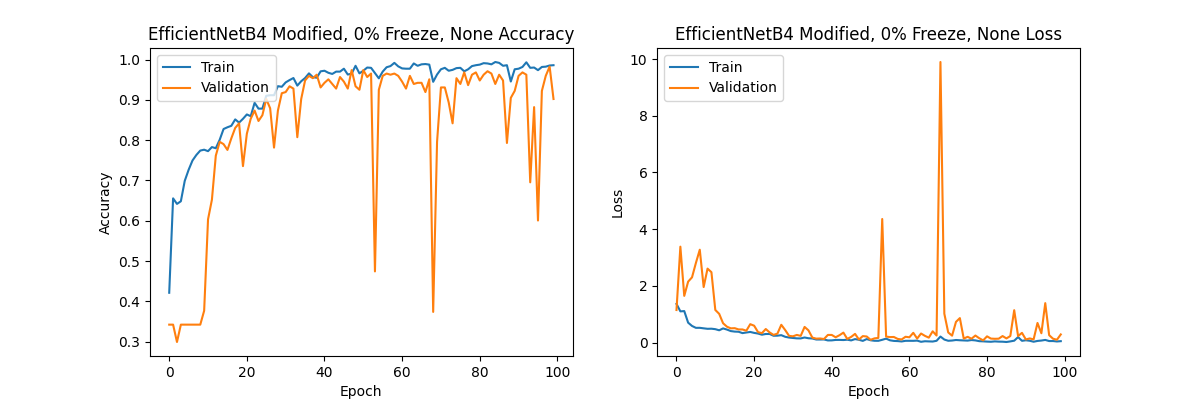 EfficientNetB4 Modified, 0% Freeze, None Accuracy
Train
Validation
1.0
0.9
0.8
0.7
0.6
0.5
0.4
0.3
Accuracy
0
20
40
60
80
100
Epoch
EfficientNetB4 Modified, 0% Freeze, None Loss
Train
Validation
10
8
6
4
2
0
Loss
0
20
40
60
80
100
Epoch